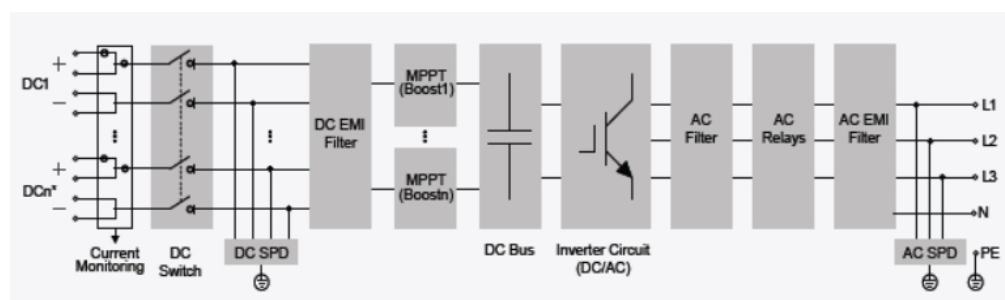 +
DC1
−
+
DCn*
−
Current
Monitoring
DC
Switch
DC SPD
DC EMI
Filter
MPPT
(Boost1)
MPPT
(Boostn)
DC Bus
Inverter Circuit
(DC/AC)
AC
Filter
AC
Relays
AC EMI
Filter
L1
L2
L3
N
AC SPD
PE